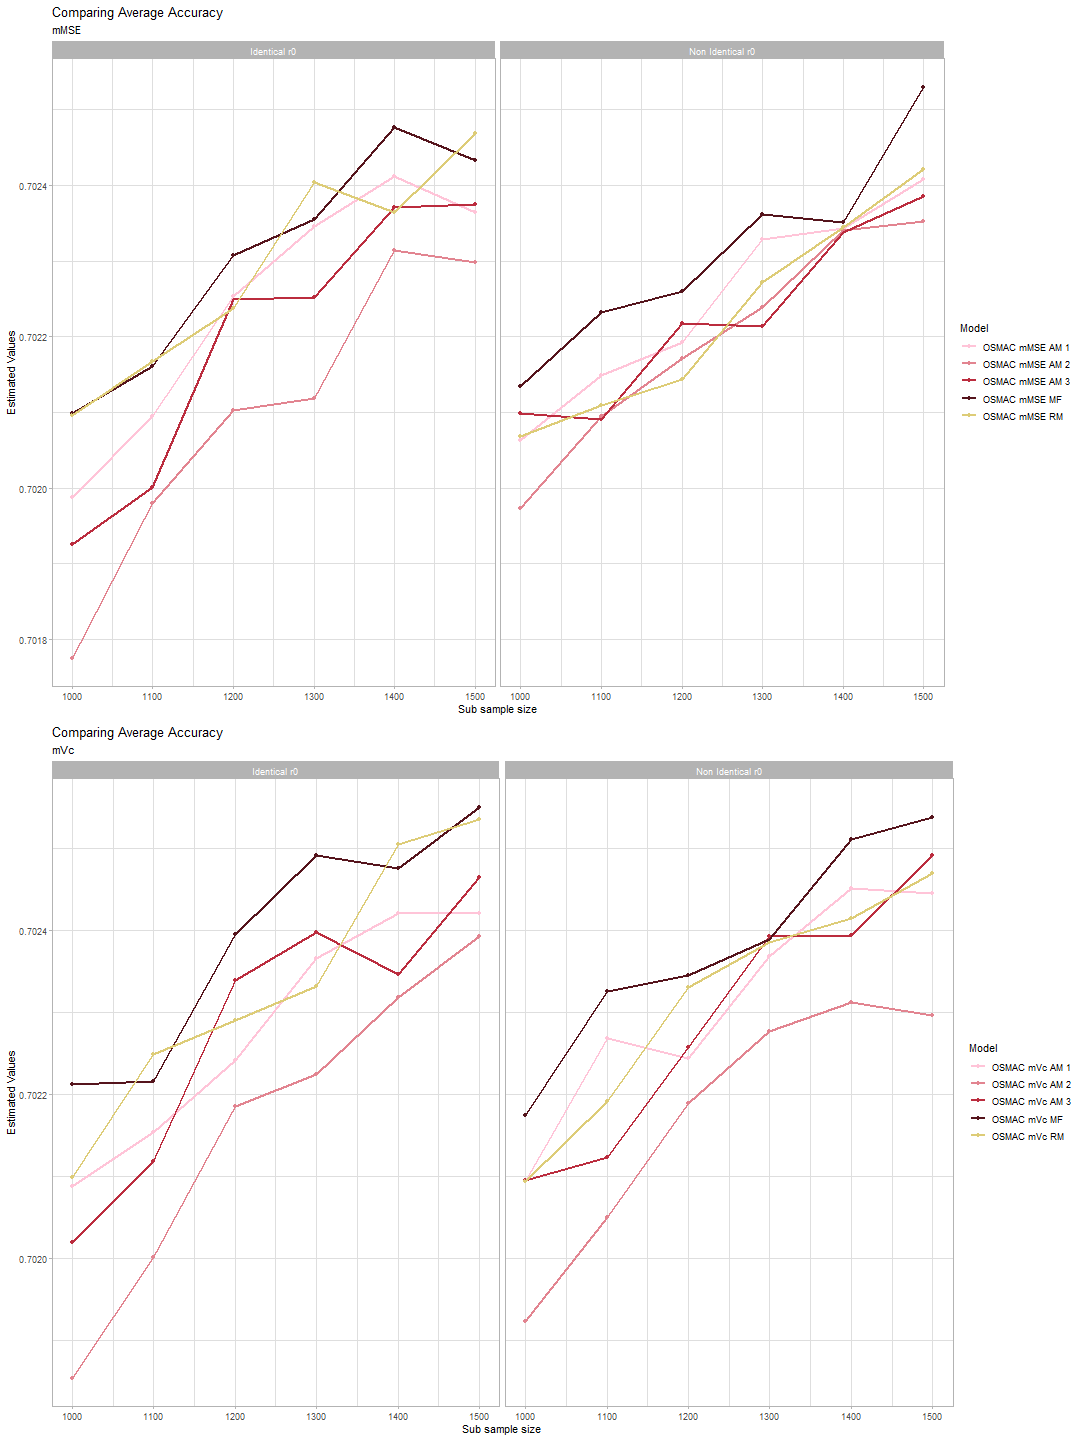 Comparing Average Accuracy
mMSE
Identical r0
Non Identical r0
Estimated Values
0.7024
0.7022
0.7020
0.7018
1000 1100 1200 1300 1400 1500
1000 1100 1200 1300 1400 1500
Sub sample size
Model
OSMAC mMSE AM 1
OSMAC mMSE AM 2
OSMAC mMSE AM 3
OSMAC mMSE MF
OSMAC mMSE RM
Comparing Average Accuracy
mVc
Identical r0
Non Identical r0
Estimated Values
0.7024
0.7022
0.7020
1000 1100 1200 1300 1400 1500
1000 1100 1200 1300 1400 1500
Sub sample size
Model
OSMAC mVc AM 1
OSMAC mVc AM 2
OSMAC mVc AM 3
OSMAC mVc MF
OSMAC mVc RM